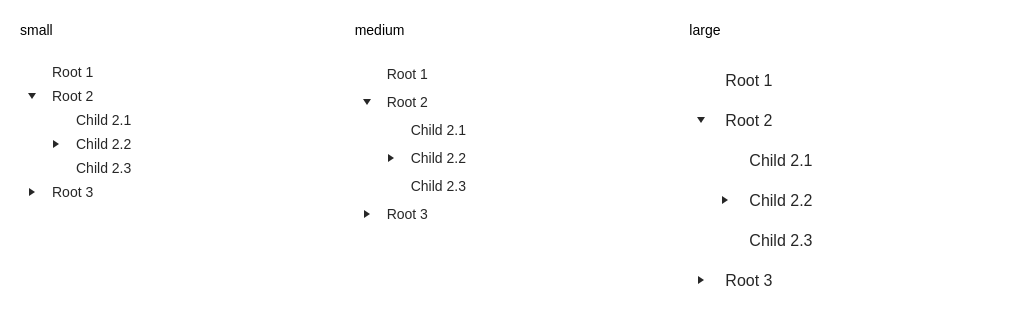 small
Root 1
Root 2
Child 2.1
Child 2.2
Child 2.3
Root 3
medium
Root 1
Root 2
Child 2.1
Child 2.2
Child 2.3
Root 3
large
Root 1
Root 2
Child 2.1
Child 2.2
Child 2.3
Root 3